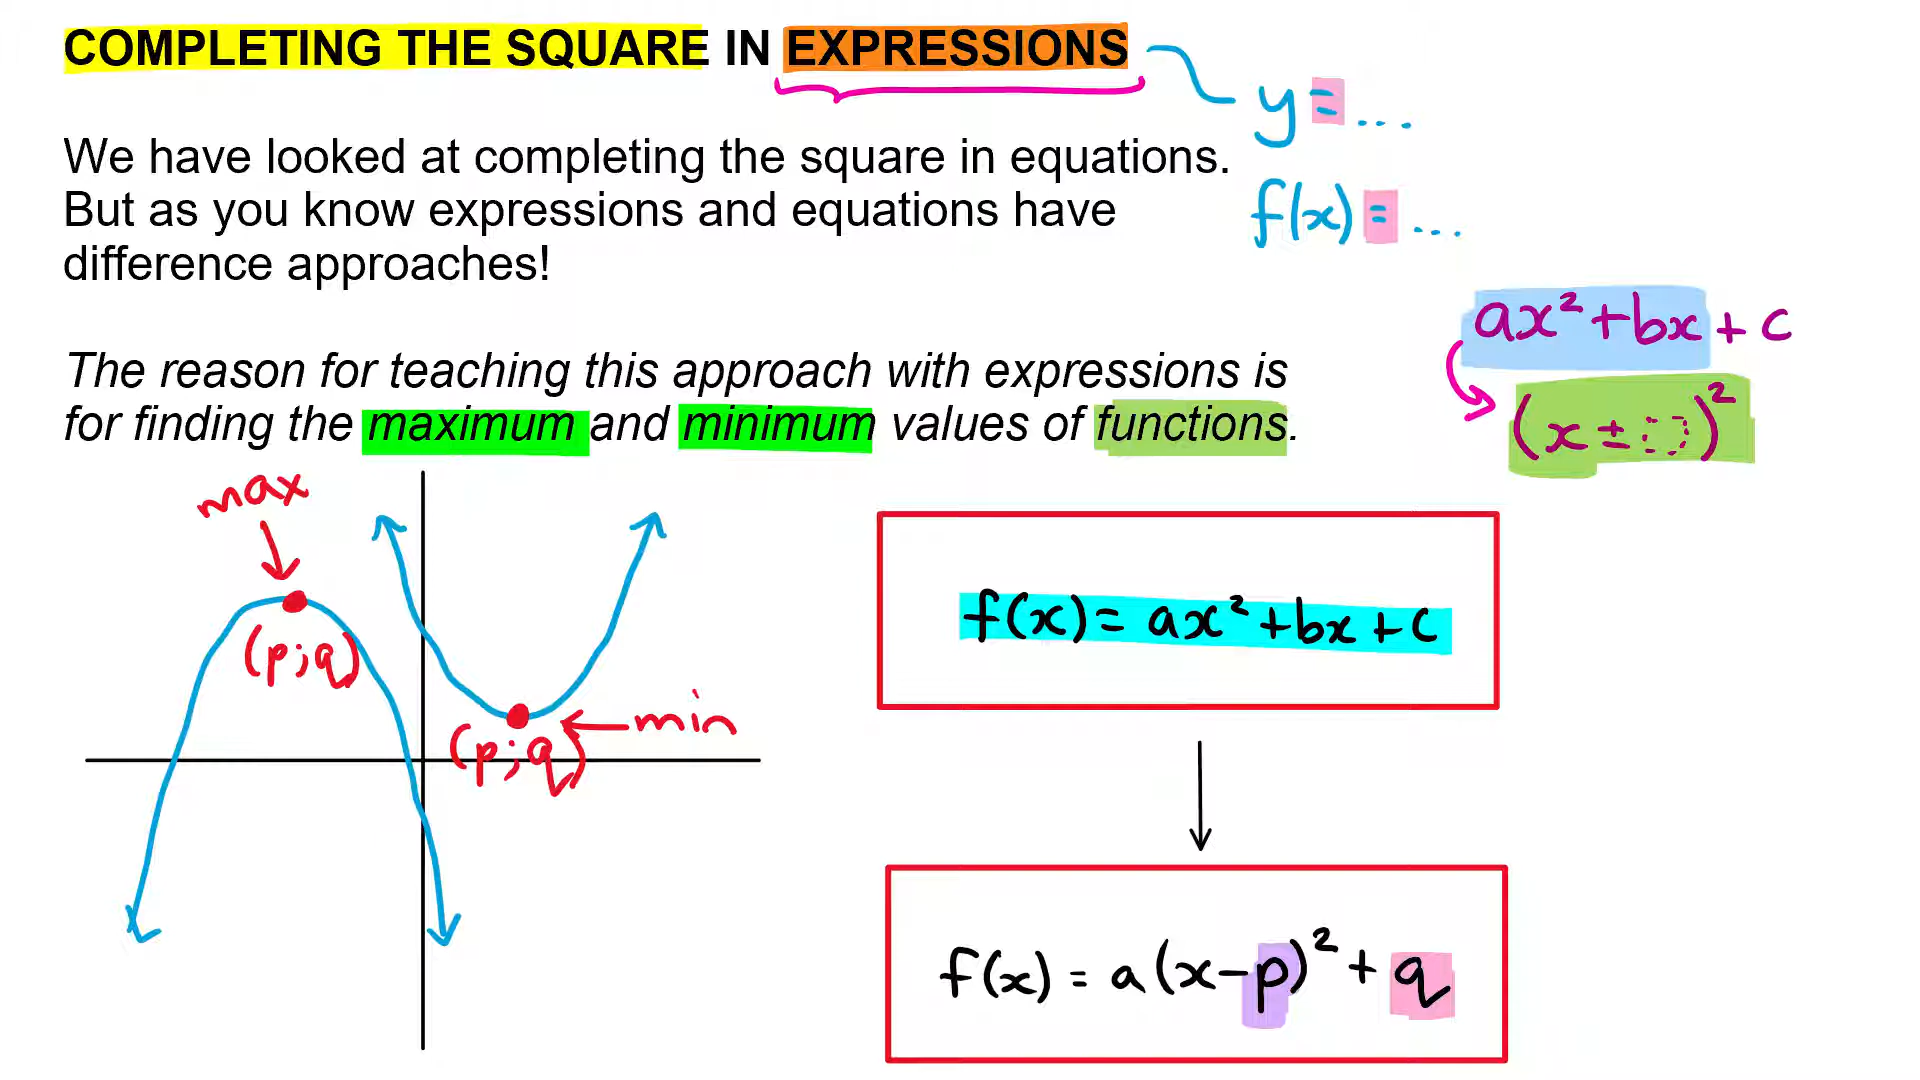 COMPLETING THE SQUARE IN EXPRESSIONS
y = ...
We have looked at completing the square in equations.
But as you know expressions and equations have
difference approaches!
f(x) = ...
ax² + bx + c
(x ± )²
The reason for teaching this approach with expressions is
for finding the maximum and minimum values of functions.
max
(p;q)
min
(p;q)
f(x) = ax² + bx + c
f(x) = a(x-p)² + q